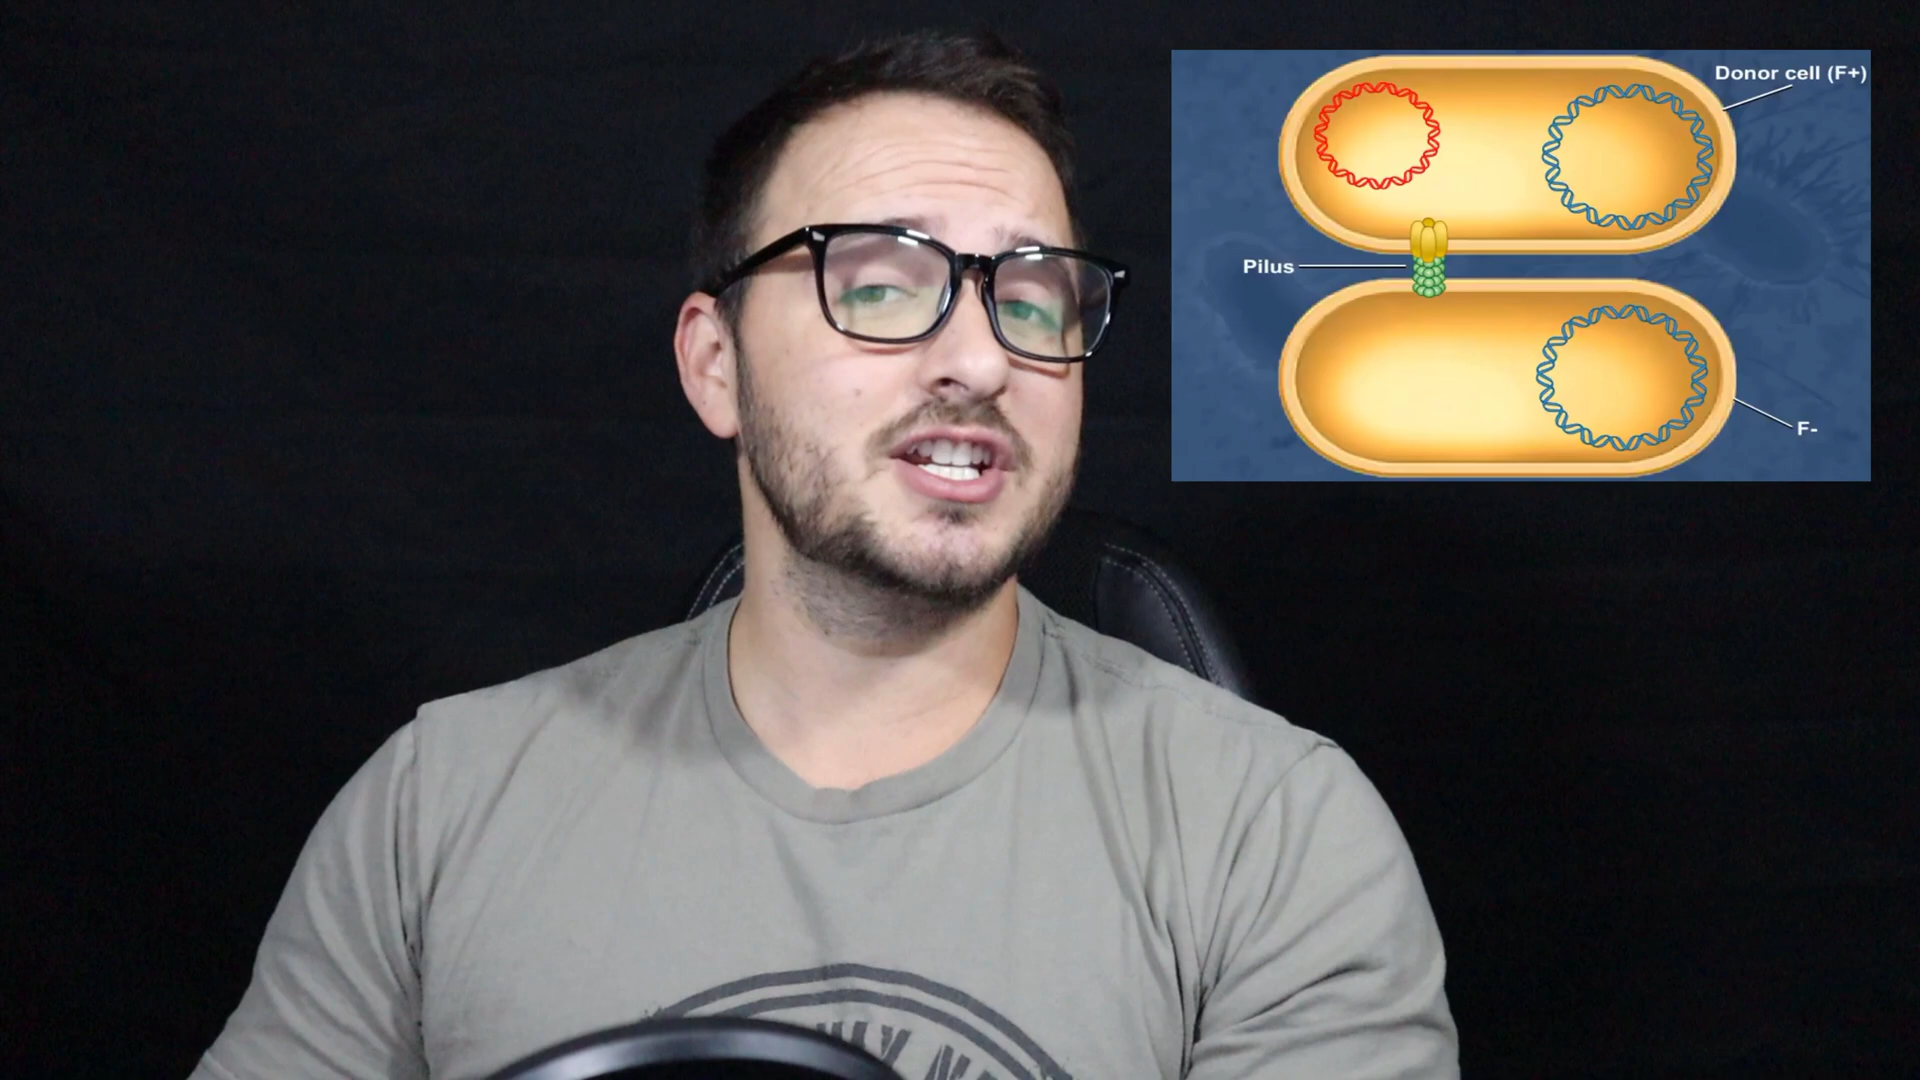 Donor cell (F+)
Pilus
F-